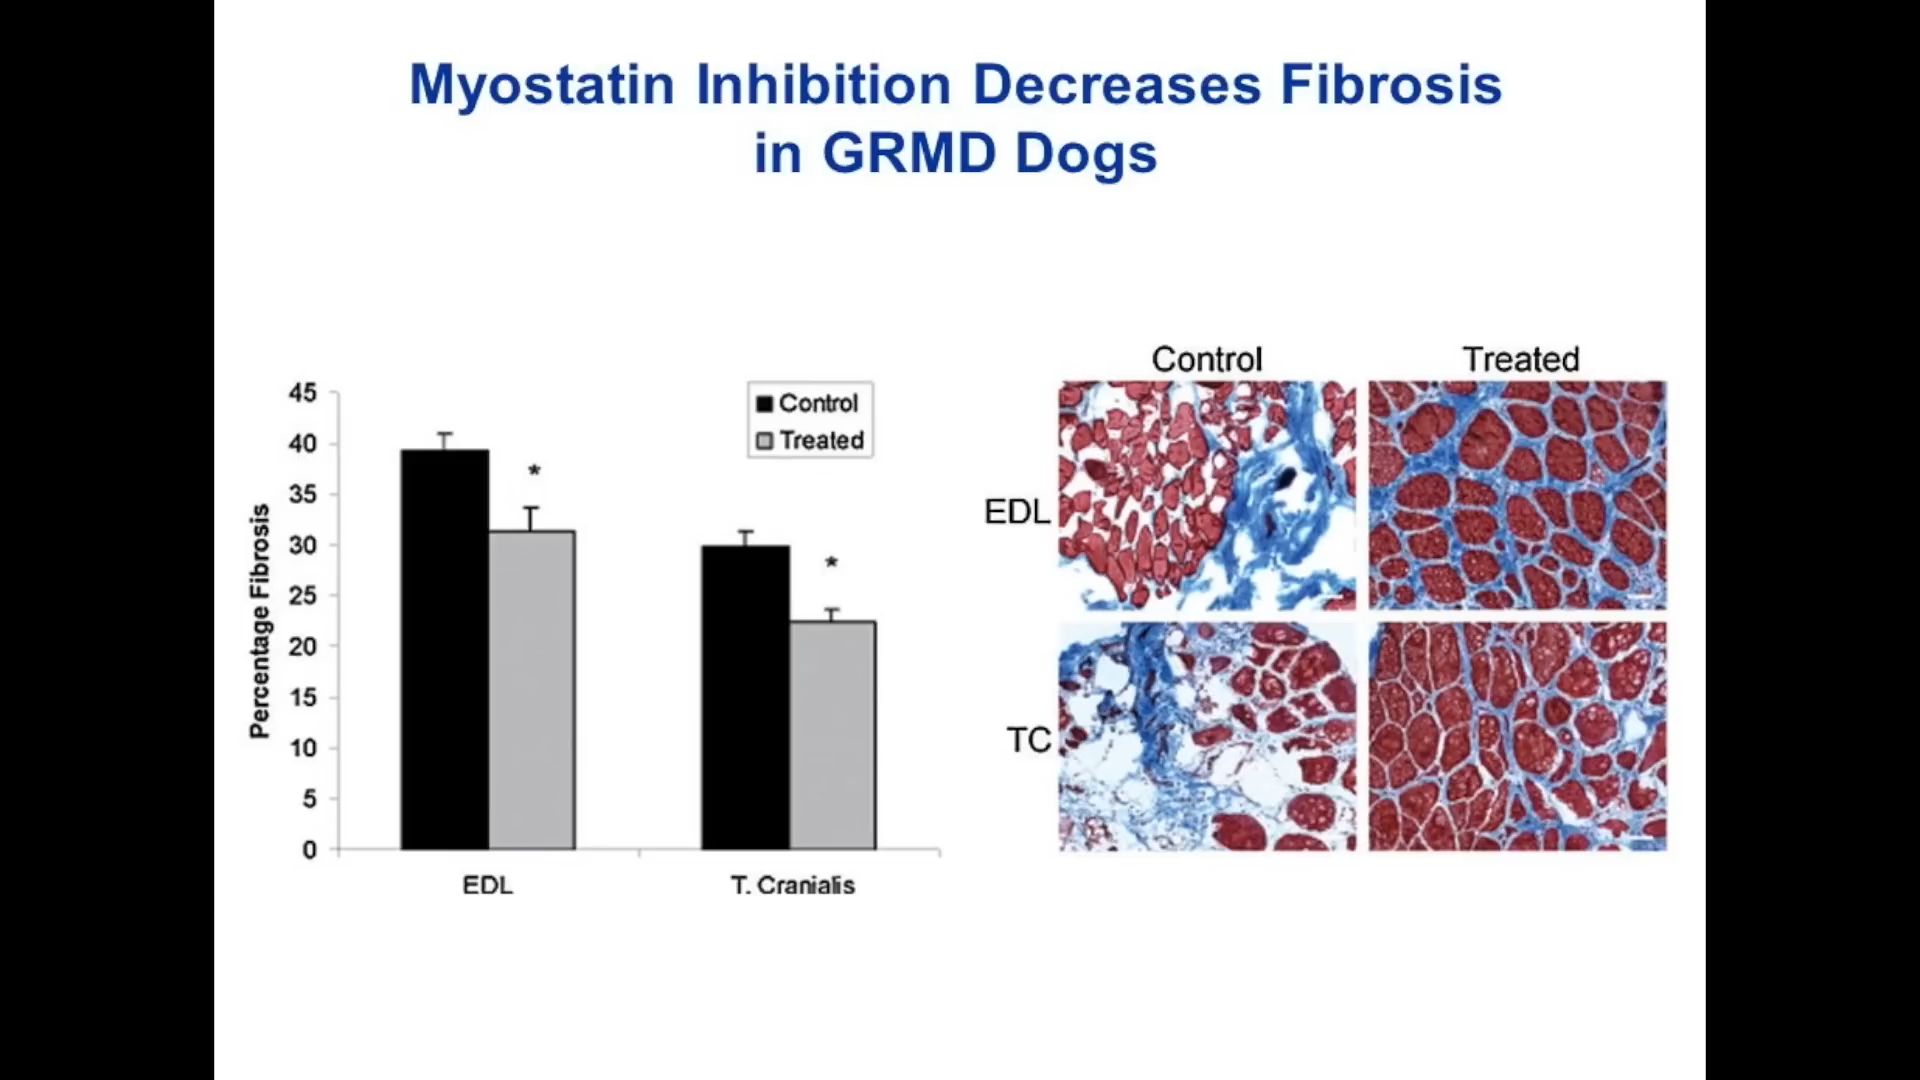 Myostatin Inhibition Decreases Fibrosis
in GRMD Dogs
Percentage Fibrosis
45
40
35
30
25
20
15
10
5
0
Control
Treated
*
*
EDL
T. Cranialis
Control
Treated
EDL
TC